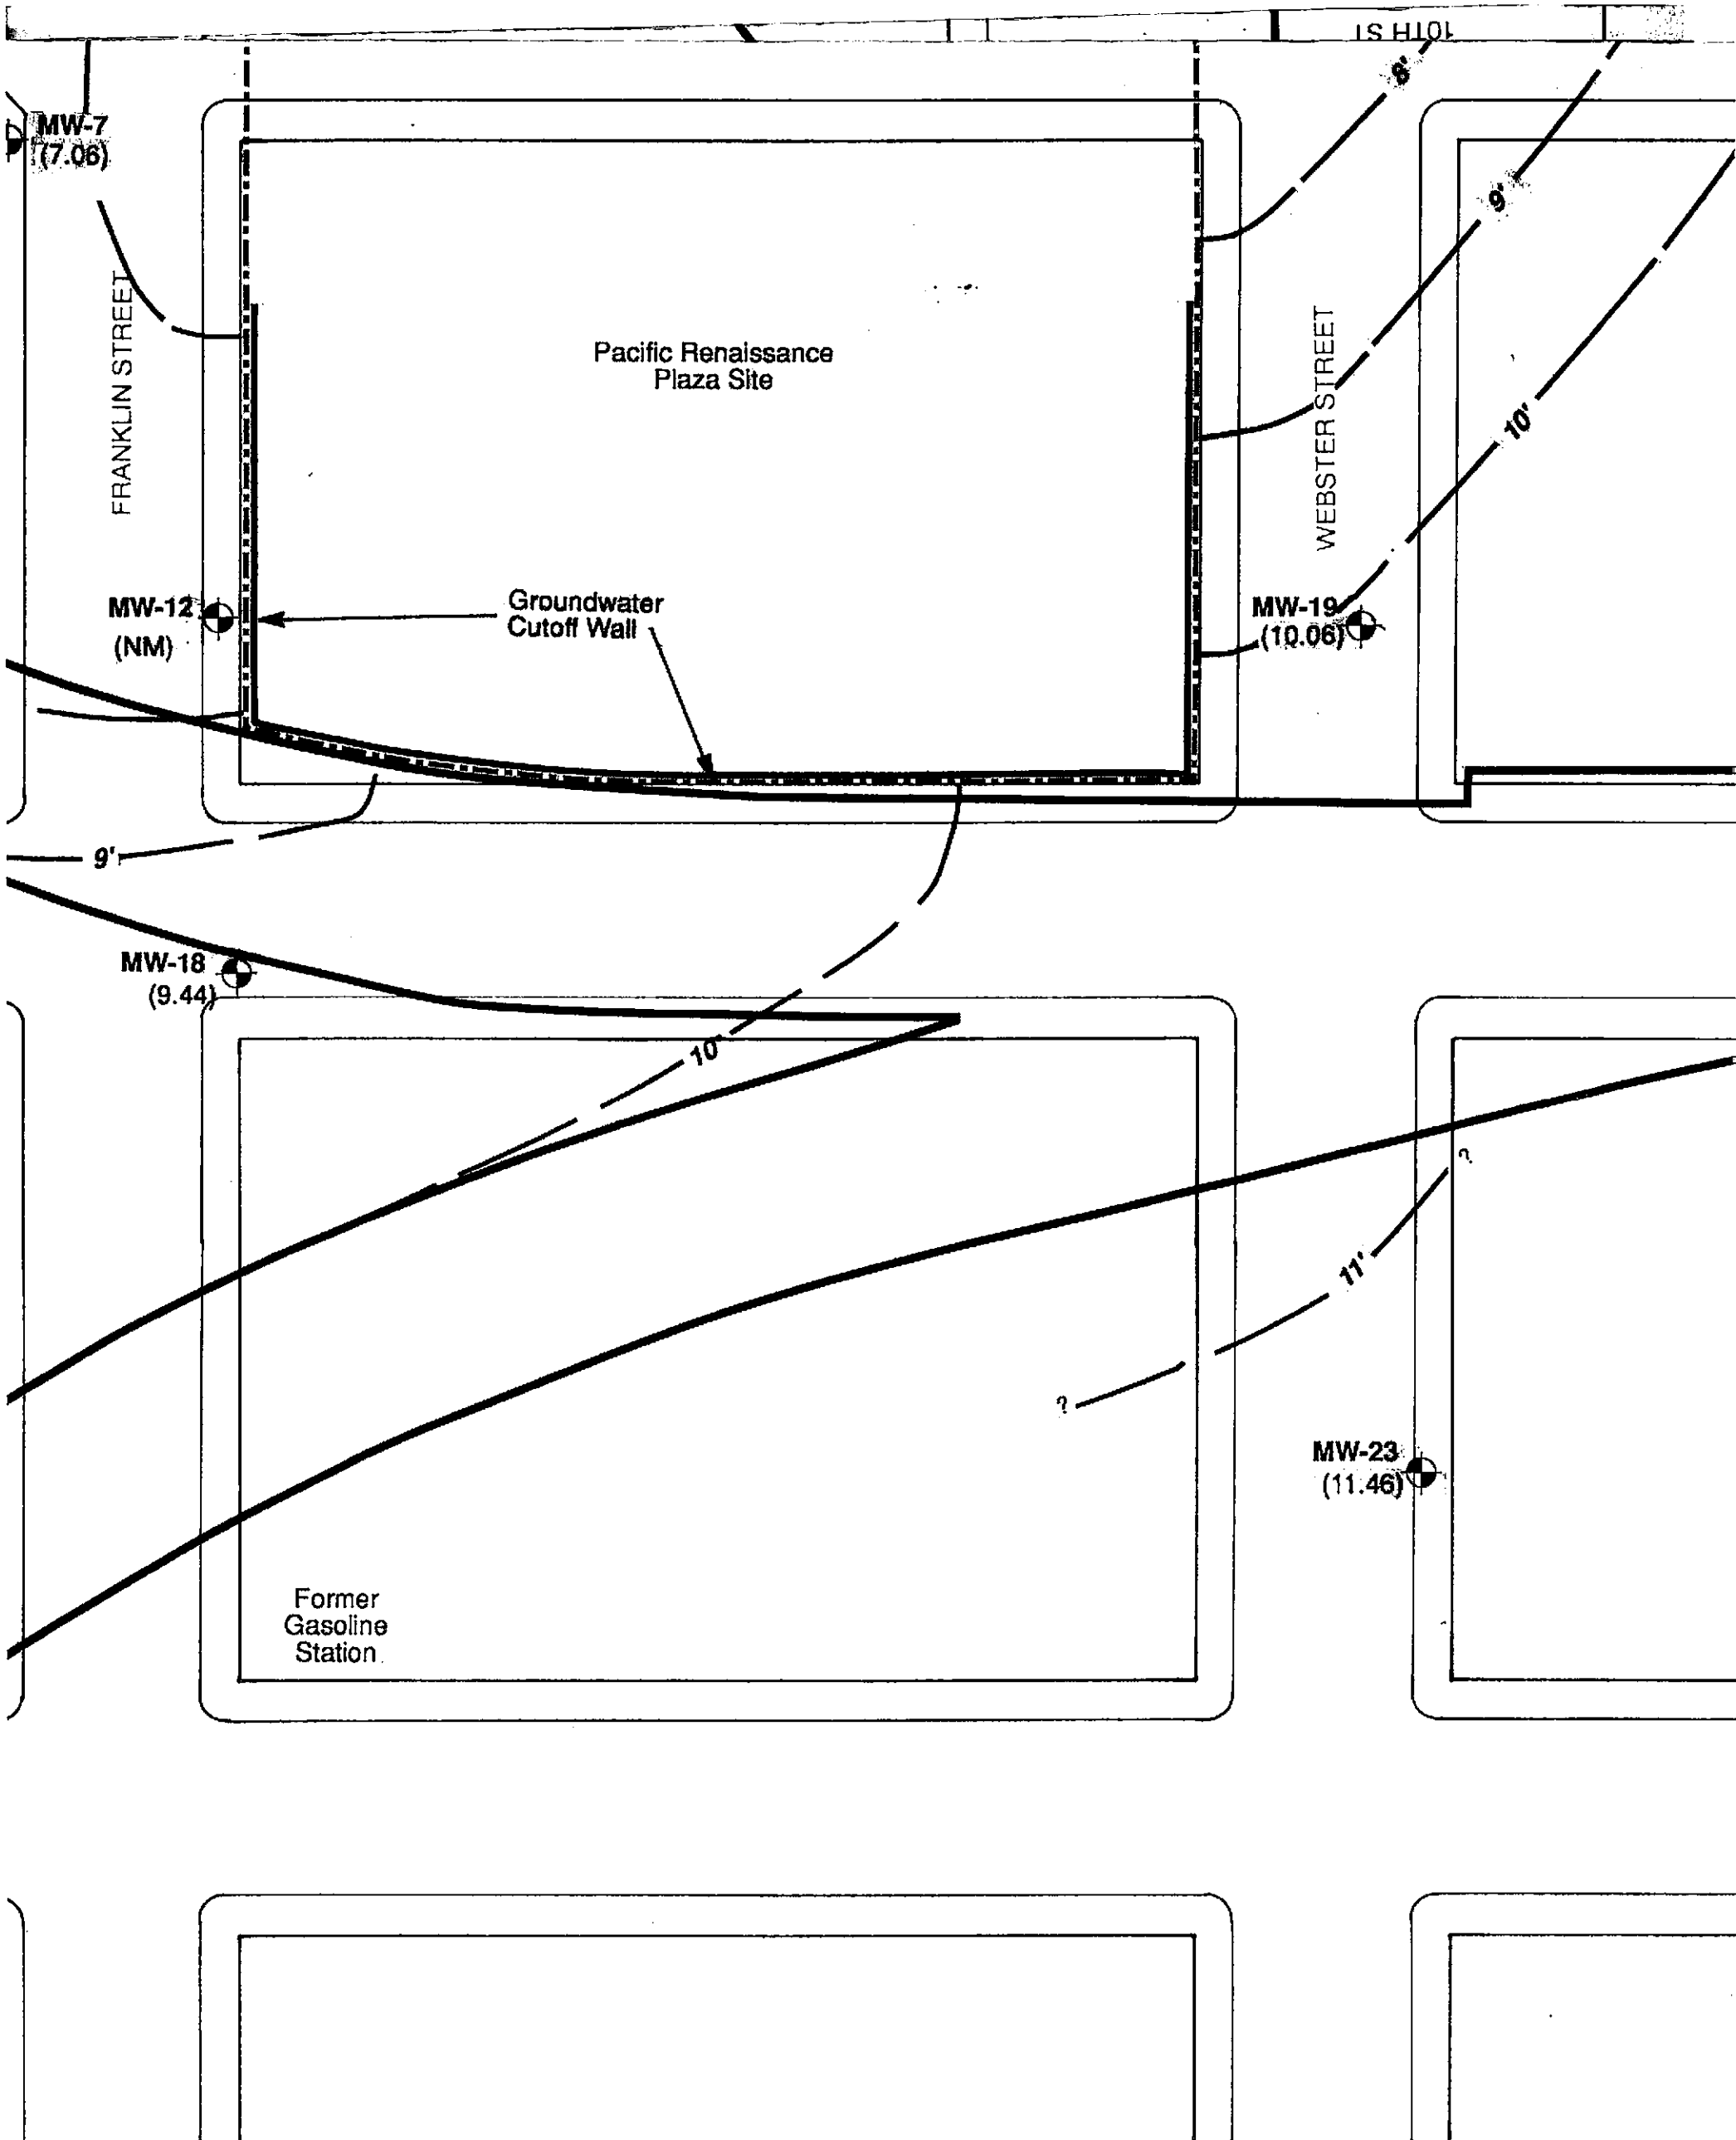 10TH ST
8'
MW-7
(7.06)
9'
FRANKLIN STREET
Pacific Renaissance
Plaza Site
WEBSTER STREET
10'
MW-12
(NM)
Groundwater
Cutoff Wall
MW-19
(10.06)
9'
MW-18
(9.44)
10'
?
11'
?
MW-23
(11.46)
Former
Gasoline
Station